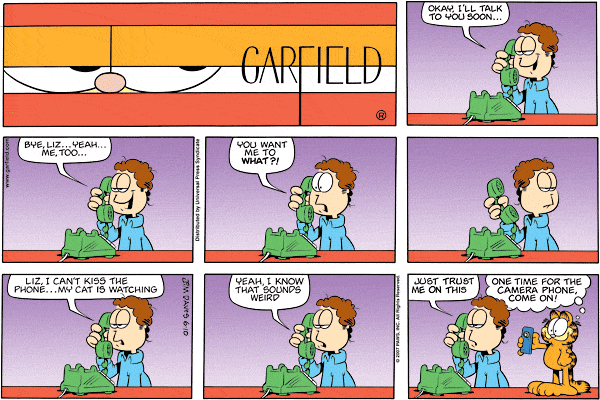 GARFIELD
®
OKAY, I'LL TALK
TO YOU SOON...
www.garfield.com
BYE, LIZ...YEAH...
ME, TOO...
Distributed by Universal Press Syndicate
YOU WANT
ME TO
WHAT?!
LIZ, I CAN'T KISS THE
PHONE...MY CAT IS WATCHING
JIM DAVIS 6-10
YEAH, I KNOW
THAT SOUNDS
WEIRD
© 2007 PAWS, INC. All Rights Reserved.
JUST TRUST
ME ON THIS
ONE TIME FOR THE
CAMERA PHONE,
COME ON!